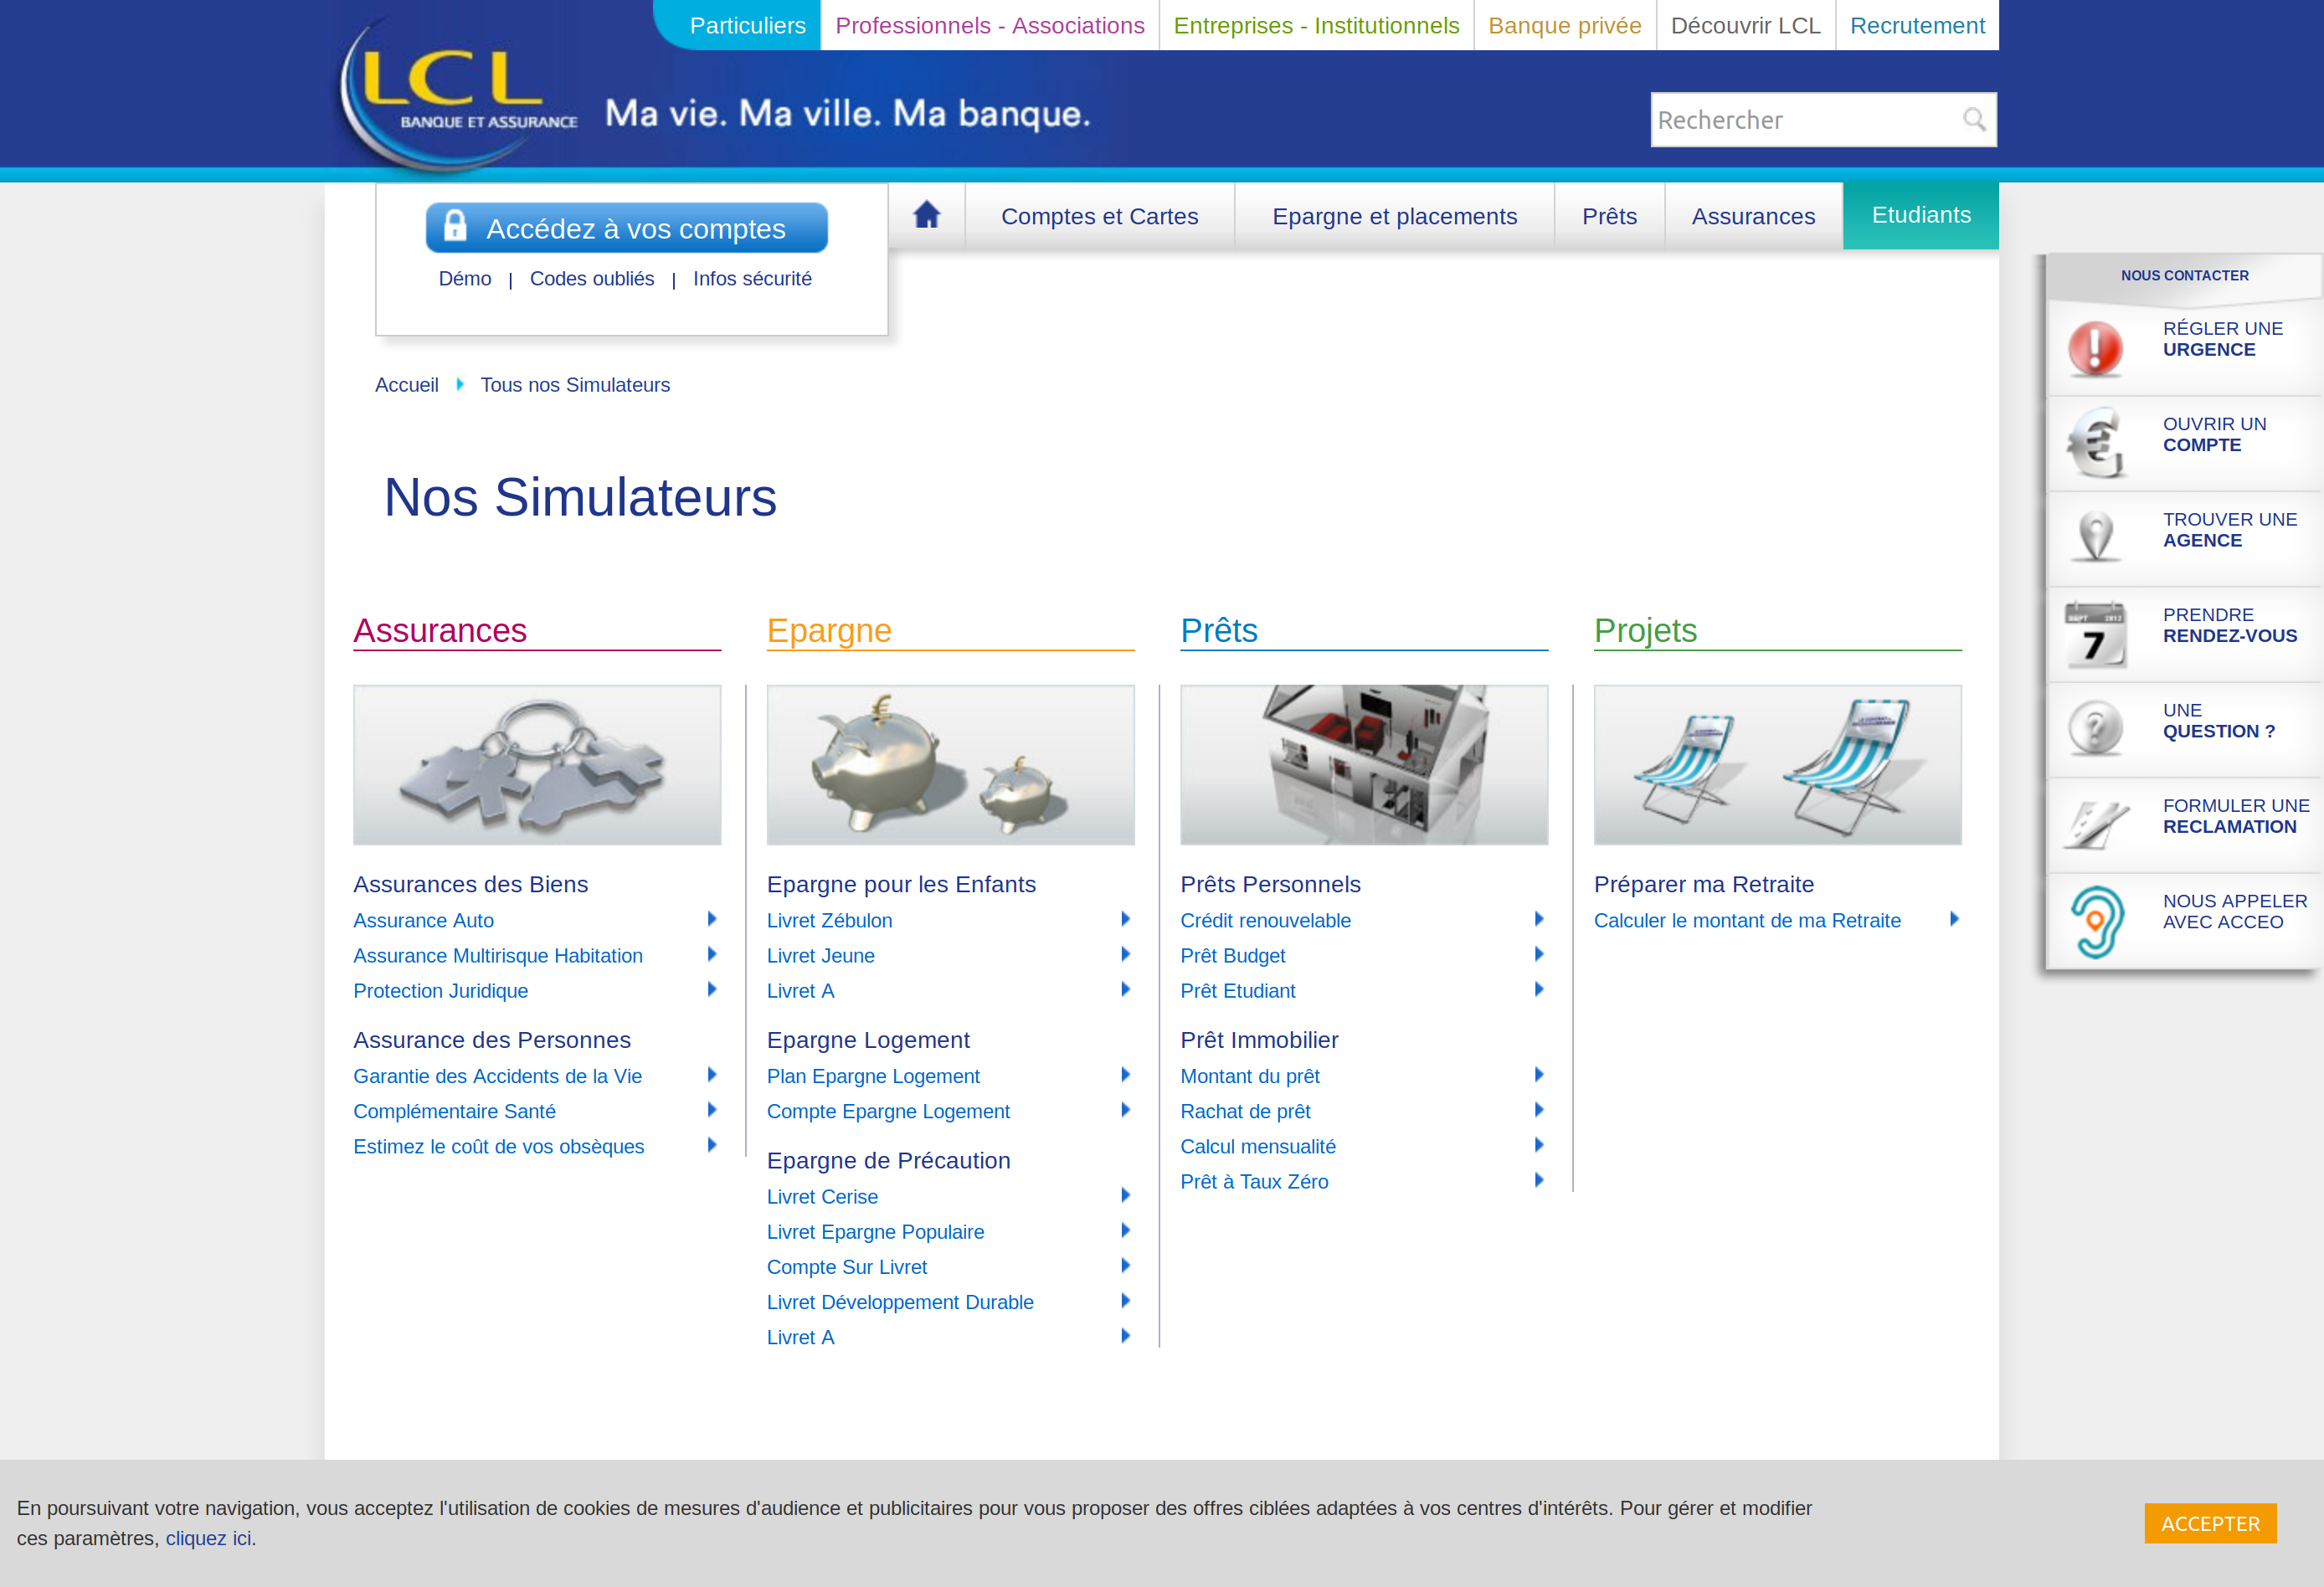 Particuliers
Professionnels - Associations
Entreprises - Institutionnels
Banque privée
Découvrir LCL
Recrutement
LCL
BANQUE ET ASSURANCE
Ma vie. Ma ville. Ma banque.
Rechercher
Accédez à vos comptes
Démo
Codes oubliés
Infos sécurité
Comptes et Cartes
Epargne et placements
Prêts
Assurances
Etudiants
Accueil
Tous nos Simulateurs
Nos Simulateurs
Assurances
Assurances des Biens
Assurance Auto
Assurance Multirisque Habitation
Protection Juridique
Assurance des Personnes
Garantie des Accidents de la Vie
Complémentaire Santé
Estimez le coût de vos obsèques
Epargne
€
Epargne pour les Enfants
Livret Zébulon
Livret Jeune
Livret A
Epargne Logement
Plan Epargne Logement
Compte Epargne Logement
Epargne de Précaution
Livret Cerise
Livret Epargne Populaire
Compte Sur Livret
Livret Développement Durable
Livret A
Prêts
Prêts Personnels
Crédit renouvelable
Prêt Budget
Prêt Etudiant
Prêt Immobilier
Montant du prêt
Rachat de prêt
Calcul mensualité
Prêt à Taux Zéro
Projets
Préparer ma Retraite
Calculer le montant de ma Retraite
NOUS CONTACTER
RÉGLER UNE
URGENCE
OUVRIR UN
COMPTE
TROUVER UNE
AGENCE
SEPT 2012
7
PRENDRE
RENDEZ-VOUS
UNE
QUESTION ?
FORMULER UNE
RECLAMATION
NOUS APPELER
AVEC ACCEO
En poursuivant votre navigation, vous acceptez l'utilisation de cookies de mesures d'audience et publicitaires pour vous proposer des offres ciblées adaptées à vos centres d'intérêts. Pour gérer et modifier
ces paramètres, cliquez ici.
ACCEPTER